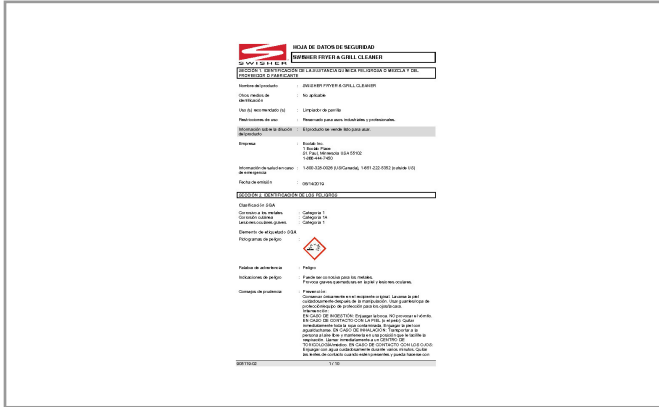 SWISHER
HOJA DE DATOS DE SEGURIDAD
SWISHER FRYER & GRILL CLEANER
SECCIÓN 1. IDENTIFICACIÓN DE LA SUSTANCIA QUÍMICA PELIGROSA O MEZCLA Y DEL
PROVEEDOR O FABRICANTE
Nombre del producto : SWISHER FRYER & GRILL CLEANER
Otros medios de : No aplicable
identificación
Uso(s) recomendado(s) : Limpiador de parrilla
Restricciones de uso : Reservado para usos industriales y profesionales.
Información sobre la dilución : El producto se vende listo para usar.
del producto
Empresa : Ecolab Inc.
1 Ecolab Place
St. Paul, Minnesota USA 55102
1-866-444-7450
Información de salud en caso : 1-800-328-0026 (US/Canada), 1-651-222-5352 (outside US)
de emergencia
Fecha de emisión :
SECCIÓN 2. IDENTIFICACIÓN DE LOS PELIGROS
Clasificación SGA
Corrosivo a los metales : Categoría 1
Corrosión cutánea : Categoría 1A
Lesiones oculares graves : Categoría 1
Elemento de etiquetado SGA
Pictogramas de peligro :
Palabra de advertencia : Peligro
Indicaciones de peligro : Puede ser corrosiva para los metales.
Provoca graves quemaduras en la piel y lesiones oculares.
Consejos de prudencia : Prevención:
Conservar únicamente en el recipiente original. Lavarse la piel
cuidadosamente después de la manipulación. Usar guantes/ropa de
protección/equipo de protección para los ojos/la cara.
Intervención:
EN CASO DE INGESTIÓN: Enjuagar la boca. NO provocar el vómito.
EN CASO DE CONTACTO CON LA PIEL (o el pelo): Quitar
inmediatamente toda la ropa contaminada. Enjuagar la piel con
agua/ducharse. EN CASO DE INHALACIÓN: Transportar a la
persona al aire libre y mantenerla en una posición que le facilite la
respiración. Llamar inmediatamente a un CENTRO DE
TOXICOLOGÍA/médico. EN CASO DE CONTACTO CON LOS OJOS:
Enjuagar con agua cuidadosamente durante varios minutos. Quitar
las lentes de contacto cuando estén presentes y pueda hacerse con
1 / 10